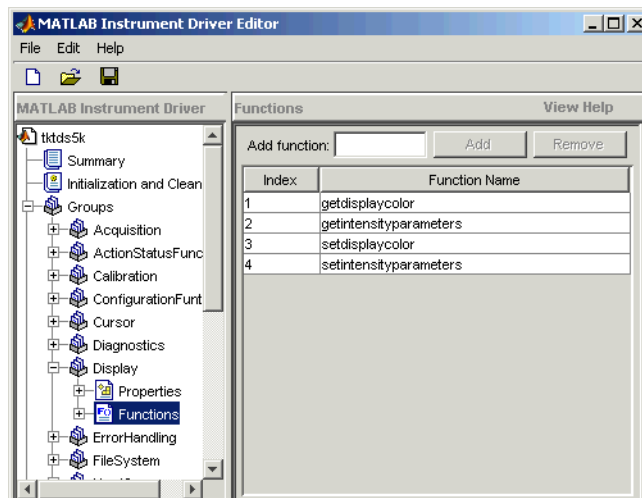 MATLAB Instrument Driver Editor
File Edit Help
MATLAB Instrument Driver
Functions View Help
tktds5k
Summary
Initialization and Clean
Groups
Acquisition
ActionStatusFunc
Calibration
ConfigurationFunt
Cursor
Diagnostics
Display
Properties
Functions
ErrorHandling
FileSystem
Add function: Add Remove
Index Function Name
1 getdisplaycolor
2 getintensityparameters
3 setdisplaycolor
4 setintensityparameters